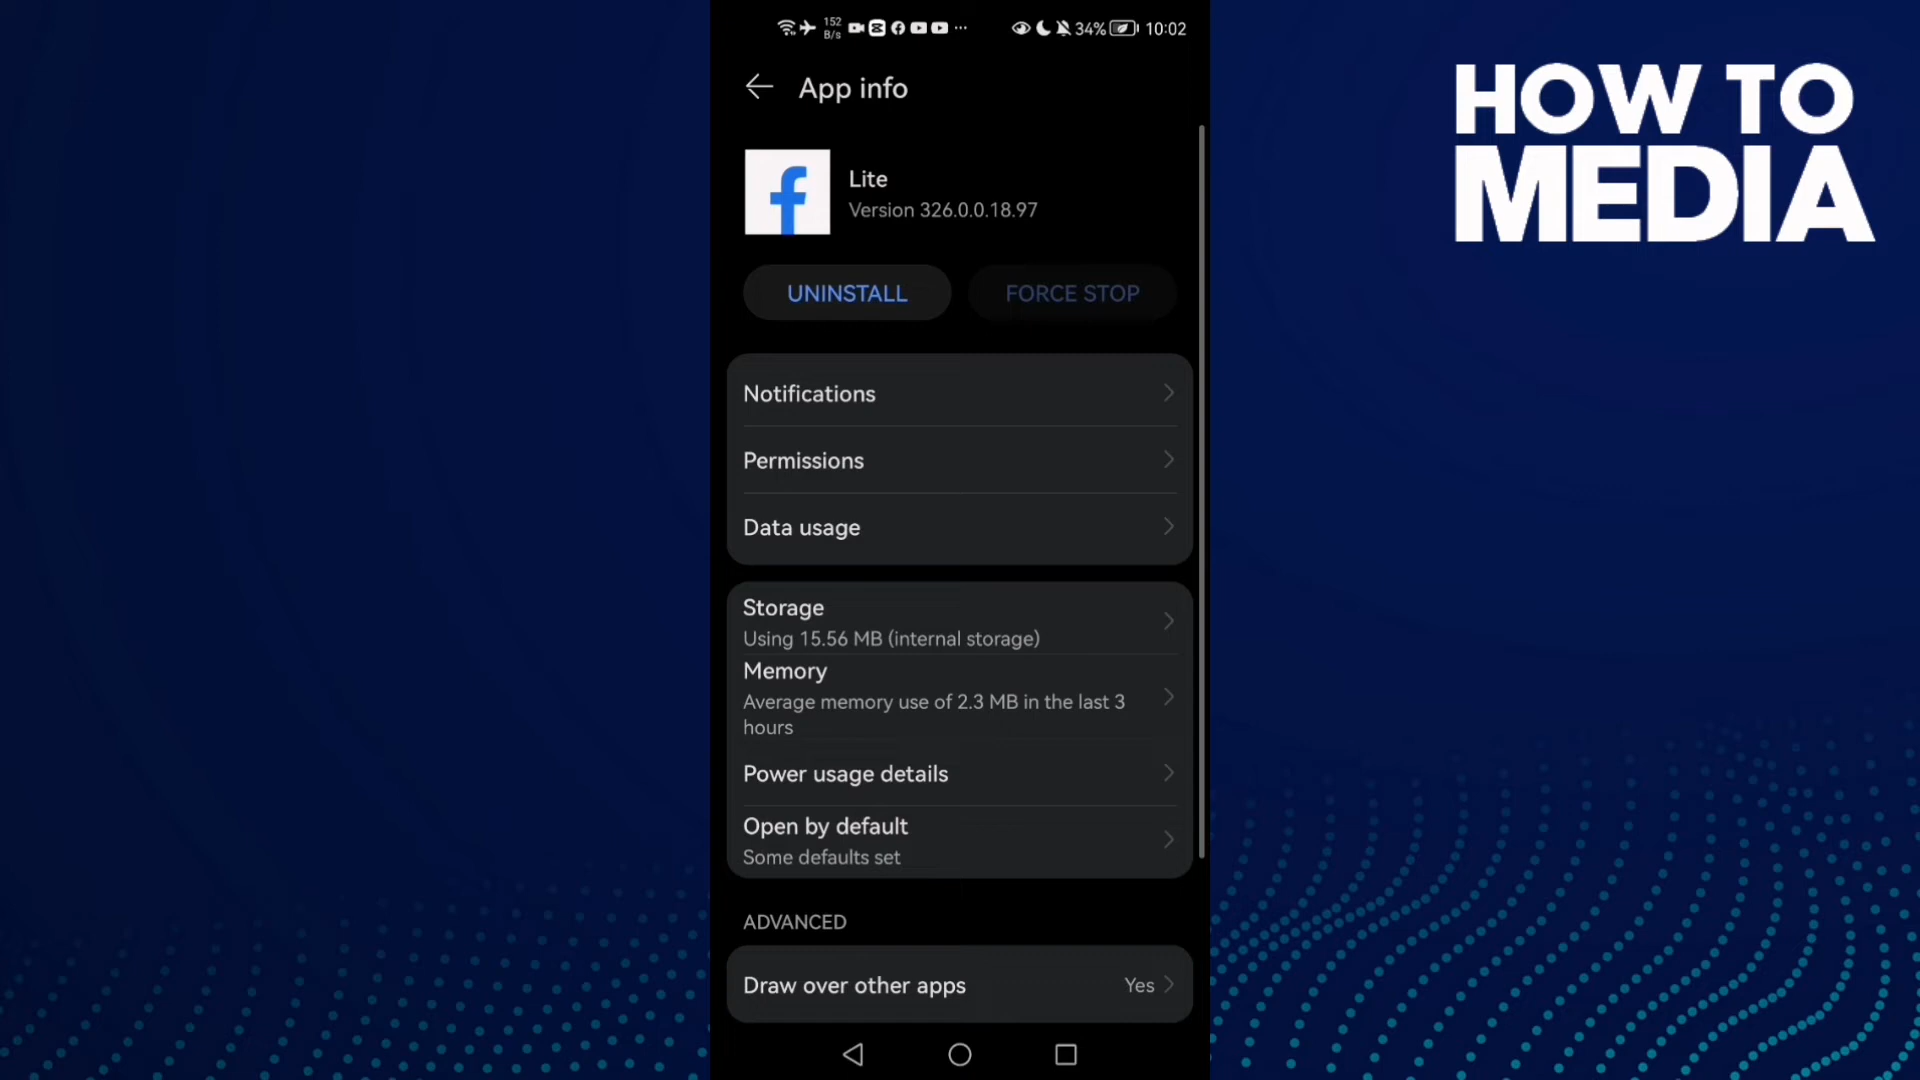 152
B/s
34%
10:02
App info
Lite
Version 326.0.0.18.97
UNINSTALL
FORCE STOP
Notifications
Permissions
Data usage
Storage
Using 15.56 MB (internal storage)
Memory
Average memory use of 2.3 MB in the last 3
hours
Power usage details
Open by default
Some defaults set
ADVANCED
Draw over other apps
Yes
HOW TO
MEDIA